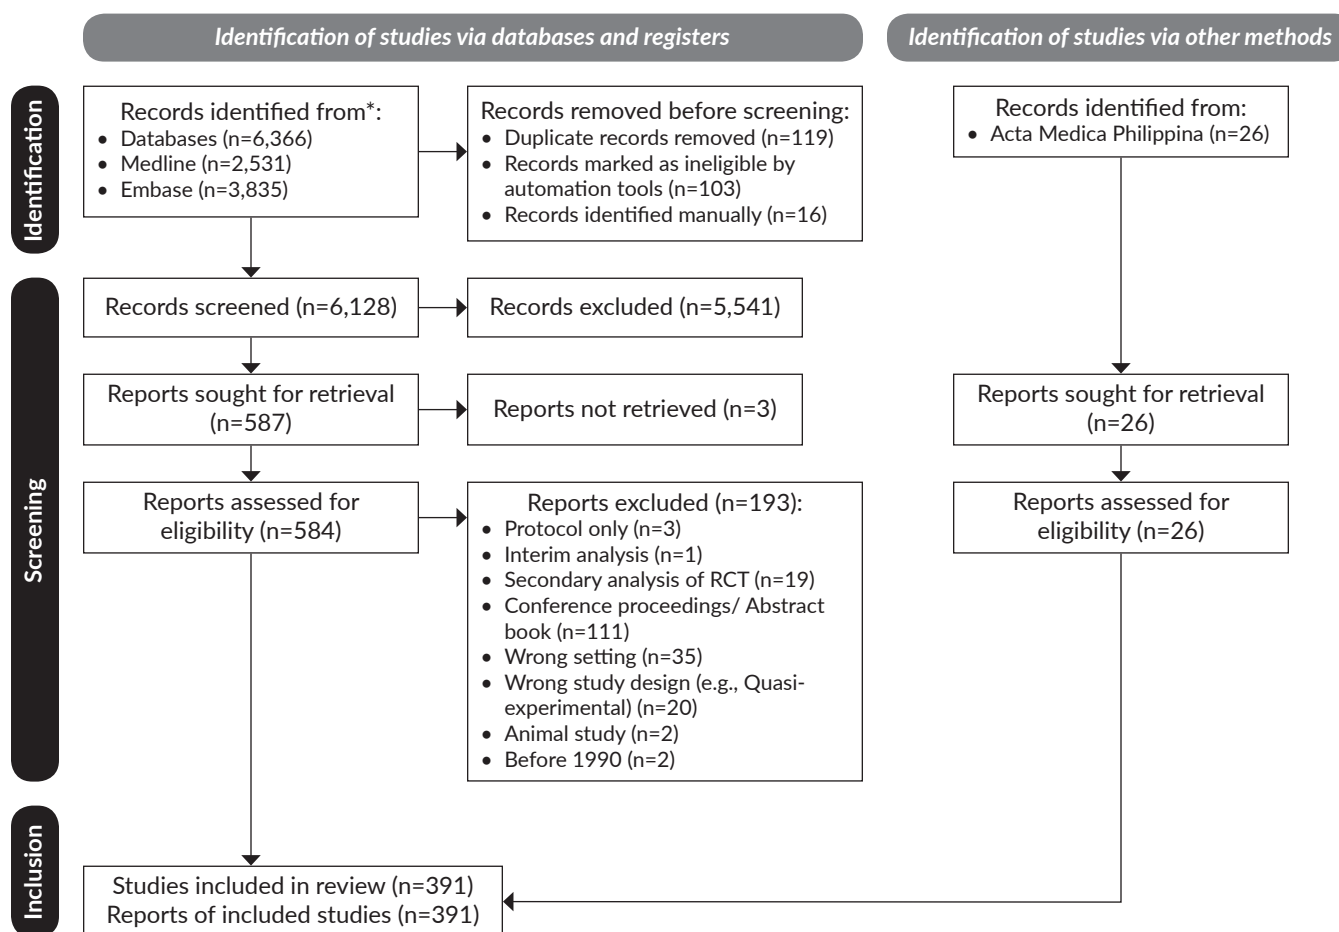 Identification of studies via databases and registers
Identification of studies via other methods
Identification
Records identified from*:
• Databases (n=6,366)
• Medline (n=2,531)
• Embase (n=3,835)
Records removed before screening:
• Duplicate records removed (n=119)
• Records marked as ineligible by
automation tools (n=103)
• Records identified manually (n=16)
Records identified from:
• Acta Medica Philippina (n=26)
Screening
Records screened (n=6,128)
Records excluded (n=5,541)
Reports sought for retrieval
(n=587)
Reports not retrieved (n=3)
Reports sought for retrieval
(n=26)
Reports assessed for
eligibility (n=584)
Reports excluded (n=193):
• Protocol only (n=3)
• Interim analysis (n=1)
• Secondary analysis of RCT (n=19)
• Conference proceedings/ Abstract
book (n=111)
• Wrong setting (n=35)
• Wrong study design (e.g., Quasi-
experimental) (n=20)
• Animal study (n=2)
• Before 1990 (n=2)
Reports assessed for
eligibility (n=26)
Inclusion
Studies included in review (n=391)
Reports of included studies (n=391)